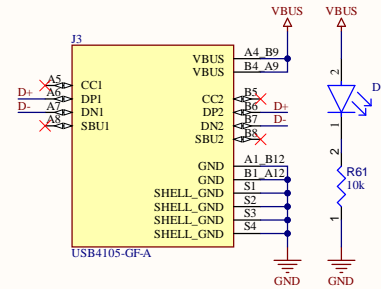 VBUS
VBUS
J3
A4_B9
VBUS
B4_A9
VBUS
A5
CC1
D+
A6
DP1
D-
A7
DN1
A8
SBU1
B5
CC2
B6
D+
DP2
B7
D-
DN2
B8
SBU2
A1_B12
GND
B1_A12
GND
S1
SHELL_GND
S2
SHELL_GND
S3
SHELL_GND
S4
SHELL_GND
USB4105-GF-A
GND
2
D
1
2
R61
10k
1
GND